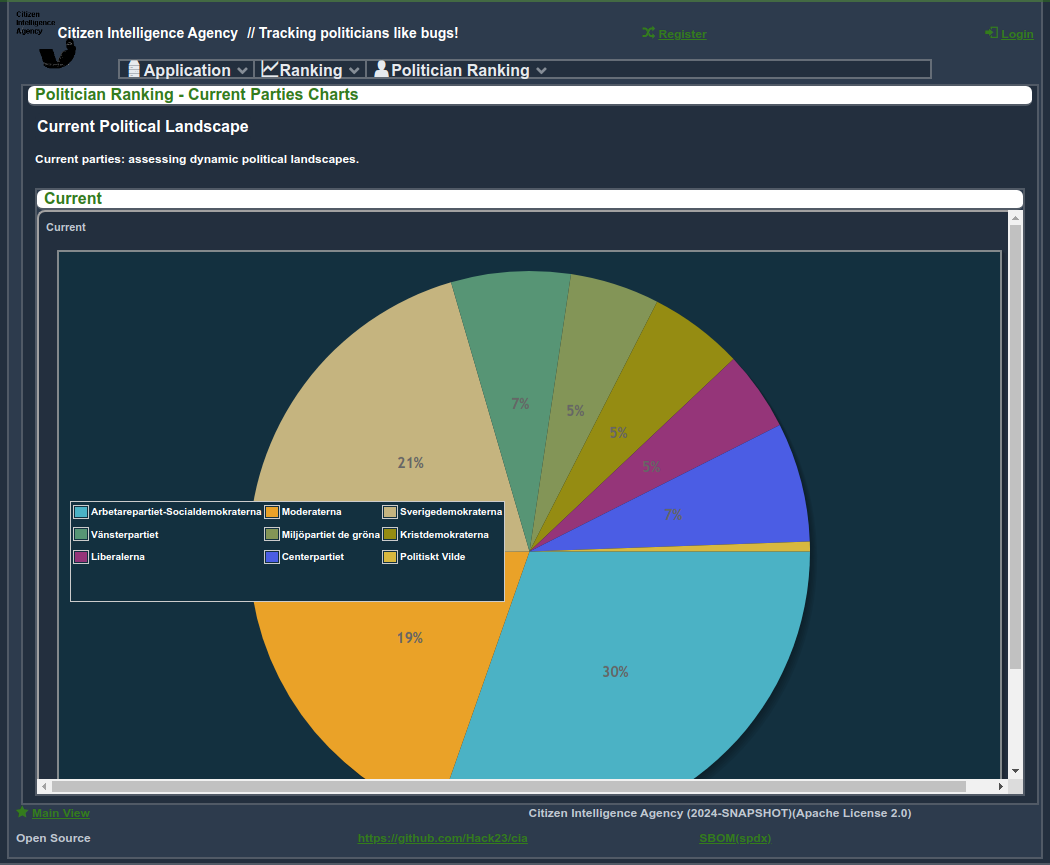 Citizen
Intelligence
Agency
Citizen Intelligence Agency // Tracking politicians like bugs!
Register
Login
Application
Ranking
Politician Ranking
Politician Ranking - Current Parties Charts
Current Political Landscape
Current parties: assessing dynamic political landscapes.
Current
Current
7%
5%
5%
21%
5%
7%
Arbetarepartiet-Socialdemokraterna Moderaterna Sverigedemokraterna
Vänsterpartiet Miljöpartiet de gröna Kristdemokraterna
Liberalerna Centerpartiet Politiskt Vilde
19%
30%
Main View
Citizen Intelligence Agency (2024-SNAPSHOT)(Apache License 2.0)
Open Source
https://github.com/Hack23/cia
SBOM(spdx)